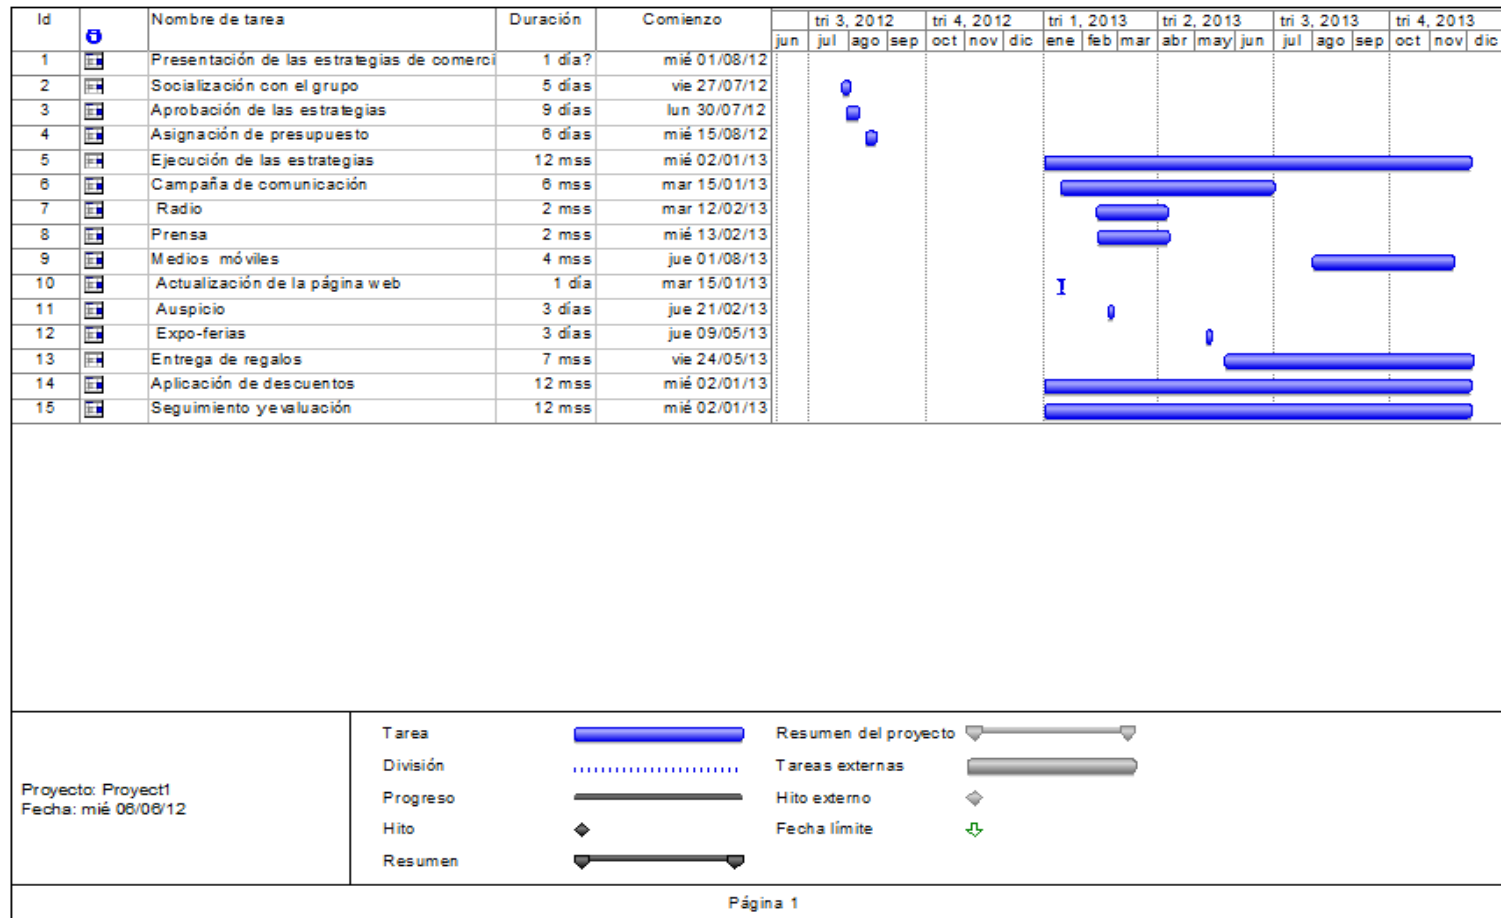 Id Nombre de tarea Duración Comienzo tri 3, 2012 tri 4, 2012 tri 1, 2013 tri 2, 2013 tri 3, 2013 tri 4, 2013
jun jul ago sep oct nov dic ene feb mar abr may jun jul ago sep oct nov dic
1 Presentación de las estrategias de comerci 1 día? mié 01/08/12
2 Socialización con el grupo 5 días vie 27/07/12
3 Aprobación de las estrategias 9 días lun 30/07/12
4 Asignación de presupuesto 6 días mié 15/08/12
5 Ejecución de las estrategias 12 mss mié 02/01/13
6 Campaña de comunicación 6 mss mar 15/01/13
7 Radio 2 mss mar 12/02/13
8 Prensa 2 mss mié 13/02/13
9 Medios móviles 4 mss jue 01/08/13
10 Actualización de la página web 1 día mar 15/01/13
11 Auspicio 3 días jue 21/02/13
12 Expo-ferias 3 días jue 09/05/13
13 Entrega de regalos 7 mss vie 24/05/13
14 Aplicación de descuentos 12 mss mié 02/01/13
15 Seguimiento y evaluación 12 mss mié 02/01/13
Proyecto: Proyect1
Fecha: mié 06/06/12
Tarea
División
Progreso
Hito
Resumen
Resumen del proyecto
Tareas externas
Hito externo
Fecha límite
Página 1